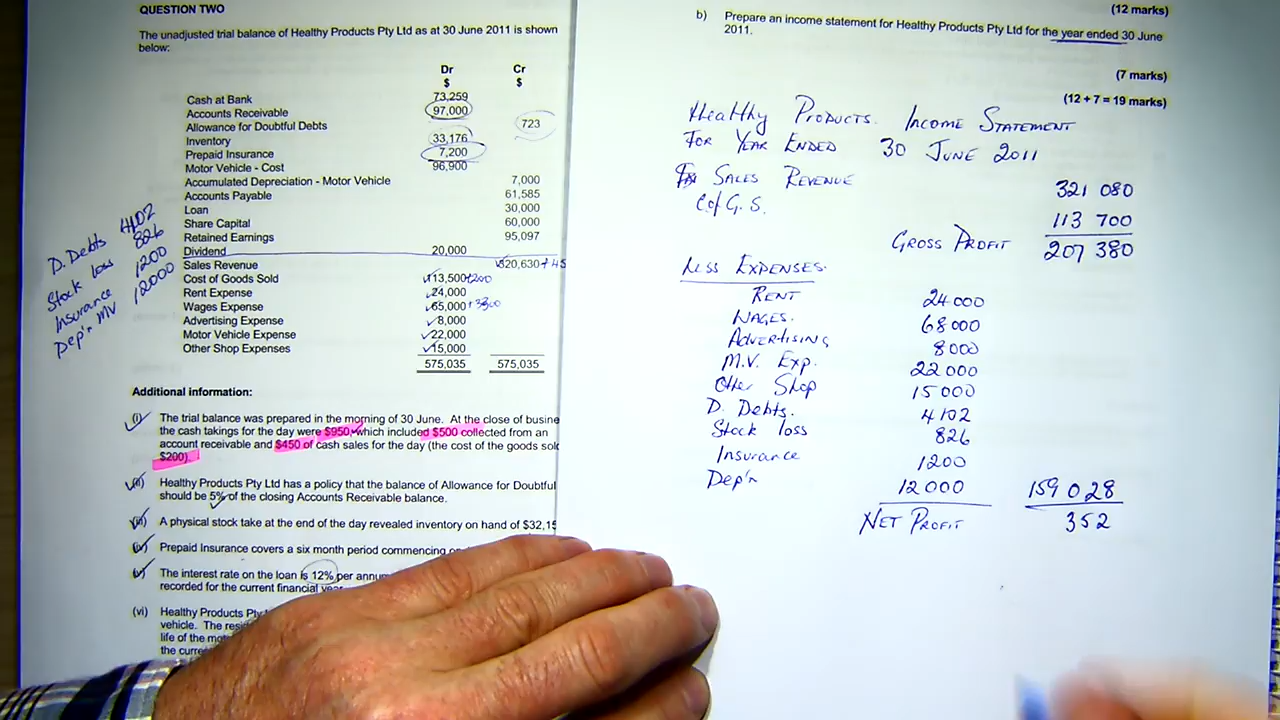 QUESTION TWO
The unadjusted trial balance of Healthy Products Pty Ltd as at 30 June 2011 is shown
below:
Dr Cr
$ $
Cash at Bank 73,259
Accounts Receivable 97,000
Allowance for Doubtful Debts 723
Inventory 33,176
Prepaid Insurance 7,200
Motor Vehicle - Cost 96,900
Accumulated Depreciation - Motor Vehicle 7,000
Accounts Payable 61,585
Loan 30,000
Share Capital 60,000
Retained Earnings 95,097
Dividend 20,000
Sales Revenue 320,630 + 45
Cost of Goods Sold 113,500 + 200
Rent Expense 24,000
Wages Expense 65,000 + 3000
Advertising Expense 8,000
Motor Vehicle Expense 22,000
Other Shop Expenses 15,000
575,035 575,035
D. Debts 4102
Stock loss 826
Insurance 1200
Dep'n MV 12000
Additional information:
(i) The trial balance was prepared in the morning of 30 June. At the close of busine
the cash takings for the day were $950, which included $500 collected from an
account receivable and $450 of cash sales for the day (the cost of the goods sol
$200).
(ii) Healthy Products Pty Ltd has a policy that the balance of Allowance for Doubtful
should be 5% of the closing Accounts Receivable balance.
(iii) A physical stock take at the end of the day revealed inventory on hand of $32,15
(iv) Prepaid Insurance covers a six month period commencing
(v) The interest rate on the loan is 12% per annu
recorded for the current financial year
(vi) Healthy Products Pty
vehicle. The resid
life of the mo
the curre
(12 marks)
b) Prepare an income statement for Healthy Products Pty Ltd for the year ended 30 June
2011.
(7 marks)
(12 + 7 = 19 marks)
Healthy Products. Income Statement
For Year Ended 30 June 2011
Sales Revenue 321 080
C of G. S. 113 700
Gross Profit 207 380
Less Expenses.
Rent 24 000
Wages. 68 000
Advertising 8000
M.V. Exp. 22 000
Other Shop 15 000
D. Debts. 4 102
Stock loss 826
Insurance 1200
Dep'n 12 000 159 028
Net Profit 352